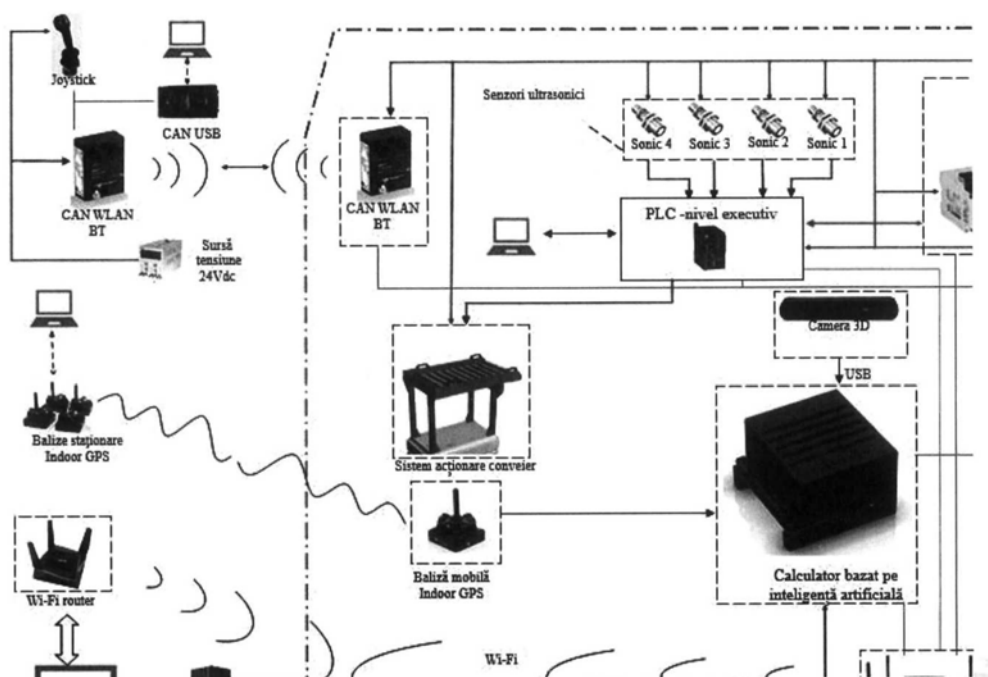 Joystick
CAN USB
CAN WLAN
BT
Sursă
tensiune
24Vdc
CAN WLAN
BT
Senzori ultrasonici
Sonic 4
Sonic 3
Sonic 2
Sonic 1
PLC -nivel executiv
Camera 3D
USB
Balize staționare
Indoor GPS
Sistem acționare conveier
Baliză mobilă
Indoor GPS
Calculator bazat pe
inteligență artificială
Wi-Fi router
Wi-Fi